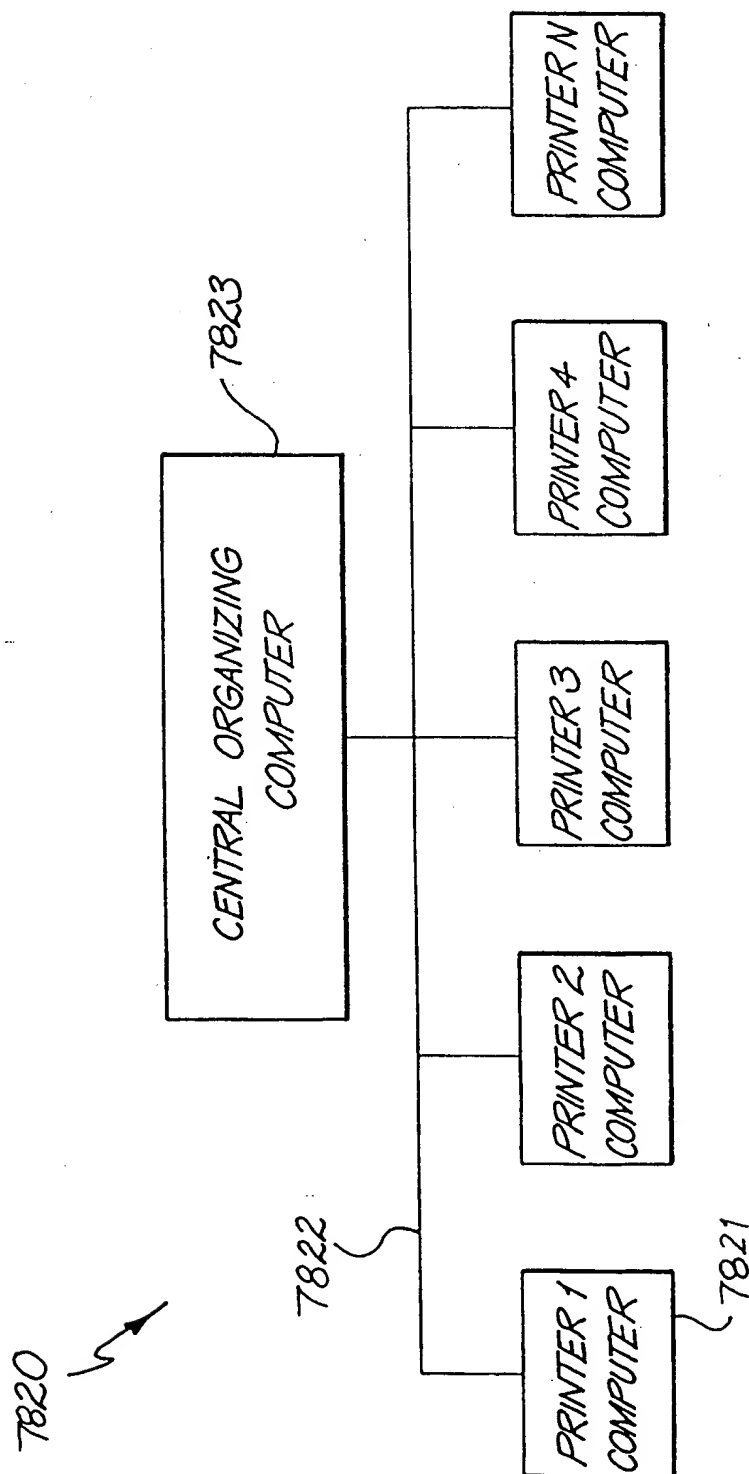 7820
CENTRAL ORGANIZING
COMPUTER
7823
7822
PRINTER 1
COMPUTER
PRINTER 2
COMPUTER
PRINTER 3
COMPUTER
PRINTER 4
COMPUTER
PRINTER N
COMPUTER
7821